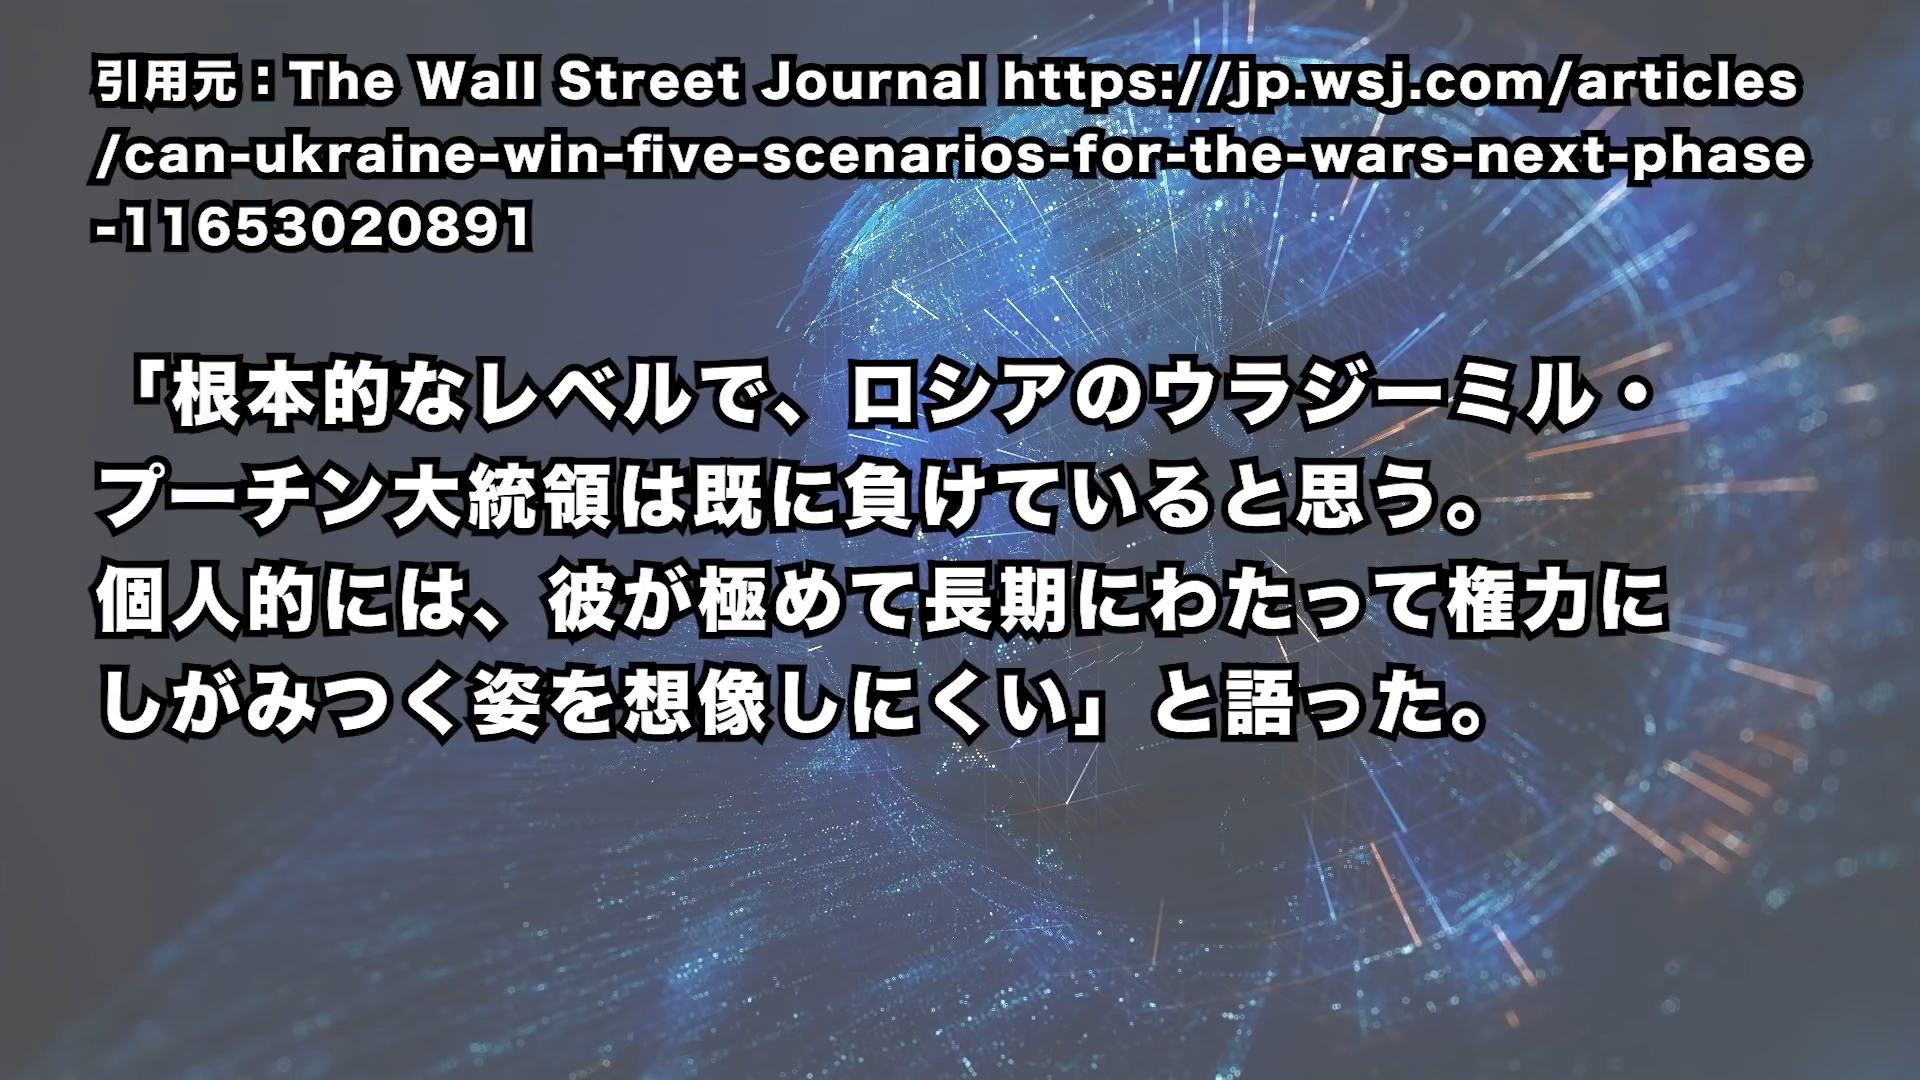 引用元：The Wall Street Journal https://jp.wsj.com/articles
/can-ukraine-win-five-scenarios-for-the-wars-next-phase
-11653020891
「根本的なレベルで、ロシアのウラジーミル・
プーチン大統領は既に負けていると思う。
個人的には、彼が極めて長期にわたって権力に
しがみつく姿を想像しにくい」と語った。